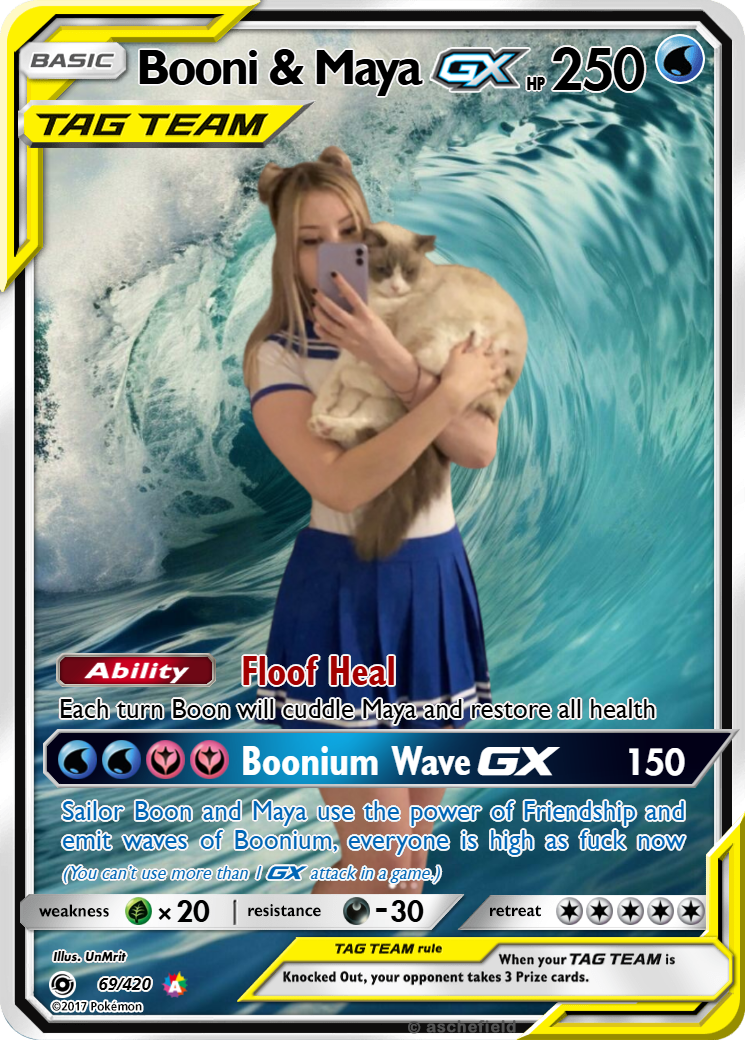 BASIC
Booni & Maya GX HP 250
TAG TEAM
Ability Floof Heal
Each turn Boon will cuddle Maya and restore all health
Boonium Wave GX 150
Sailor Boon and Maya use the power of Friendship and
emit waves of Boonium, everyone is high as fuck now
(You can't use more than 1 GX attack in a game.)
weakness × 20 | resistance -30 retreat
Illus. UnMrit
TAG TEAM rule
When your TAG TEAM is
Knocked Out, your opponent takes 3 Prize cards.
69/420 A
©2017 Pokémon
© aschefield